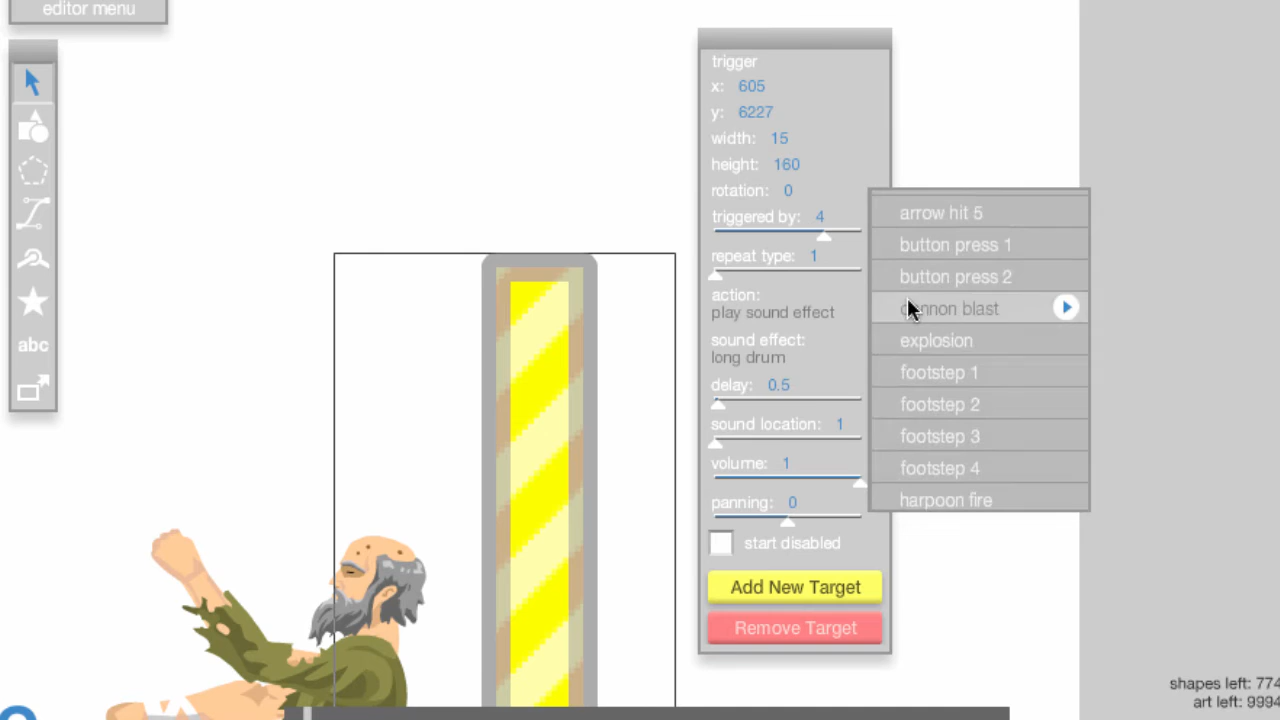 editor menu
abc
trigger
x: 605
y: 6227
width: 15
height: 160
rotation: 0
triggered by: 4
repeat type: 1
action:
play sound effect
sound effect:
long drum
delay: 0.5
sound location: 1
volume: 1
panning: 0
start disabled
Add New Target
Remove Target
arrow hit 5
button press 1
button press 2
cannon blast
explosion
footstep 1
footstep 2
footstep 3
footstep 4
harpoon fire
shapes left: 774
art left: 9994